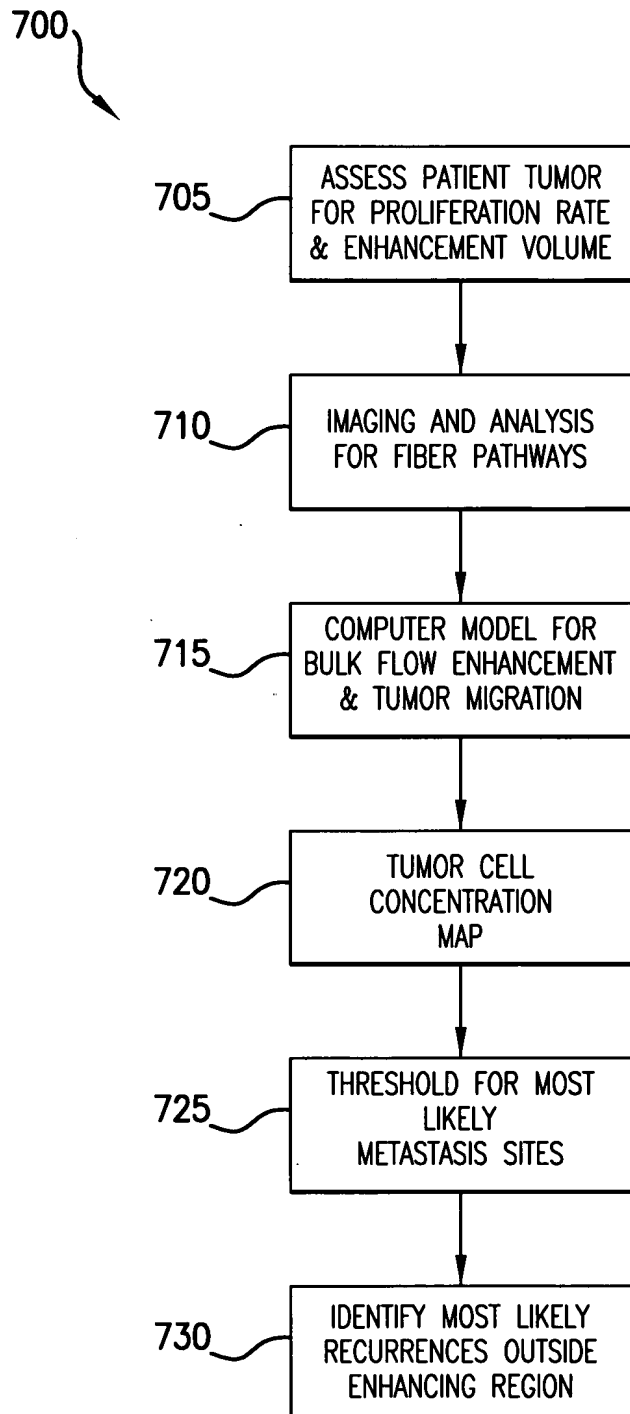 700
705
ASSESS PATIENT TUMOR
FOR PROLIFERATION RATE
& ENHANCEMENT VOLUME
710
IMAGING AND ANALYSIS
FOR FIBER PATHWAYS
715
COMPUTER MODEL FOR
BULK FLOW ENHANCEMENT
& TUMOR MIGRATION
720
TUMOR CELL
CONCENTRATION
MAP
725
THRESHOLD FOR MOST
LIKELY
METASTASIS SITES
730
IDENTIFY MOST LIKELY
RECURRENCES OUTSIDE
ENHANCING REGION